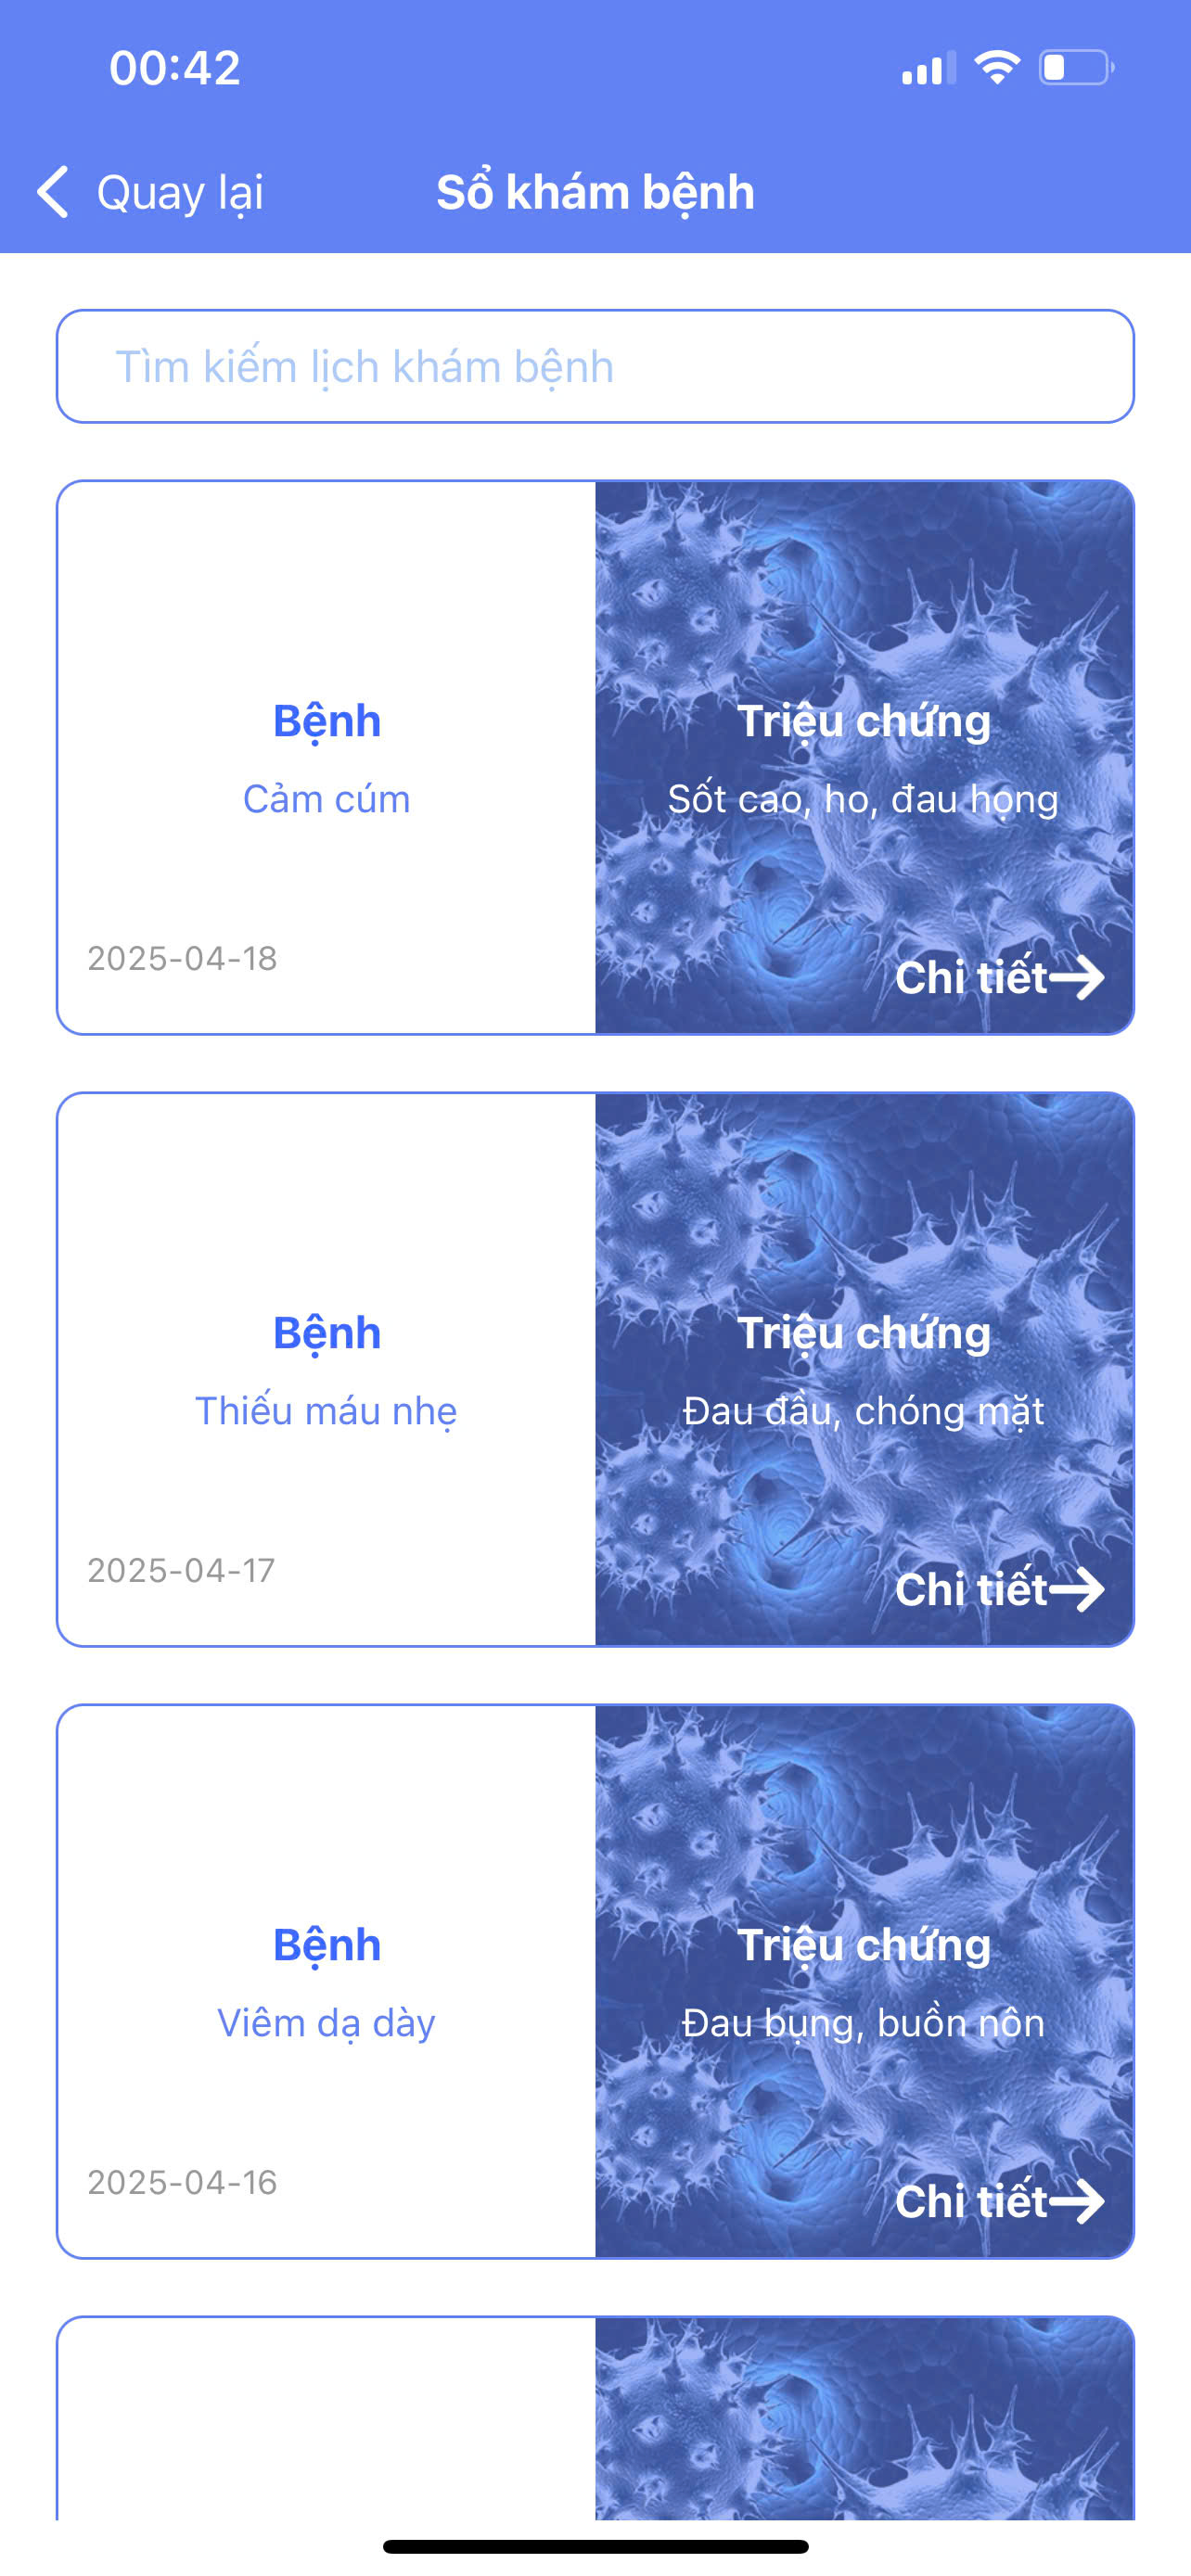 00:42
Quay lại
Sổ khám bệnh
Tìm kiếm lịch khám bệnh
Bệnh
Cảm cúm
2025-04-18
Triệu chứng
Sốt cao, ho, đau họng
Chi tiết
Bệnh
Thiếu máu nhẹ
2025-04-17
Triệu chứng
Đau đầu, chóng mặt
Chi tiết
Bệnh
Viêm dạ dày
2025-04-16
Triệu chứng
Đau bụng, buồn nôn
Chi tiết